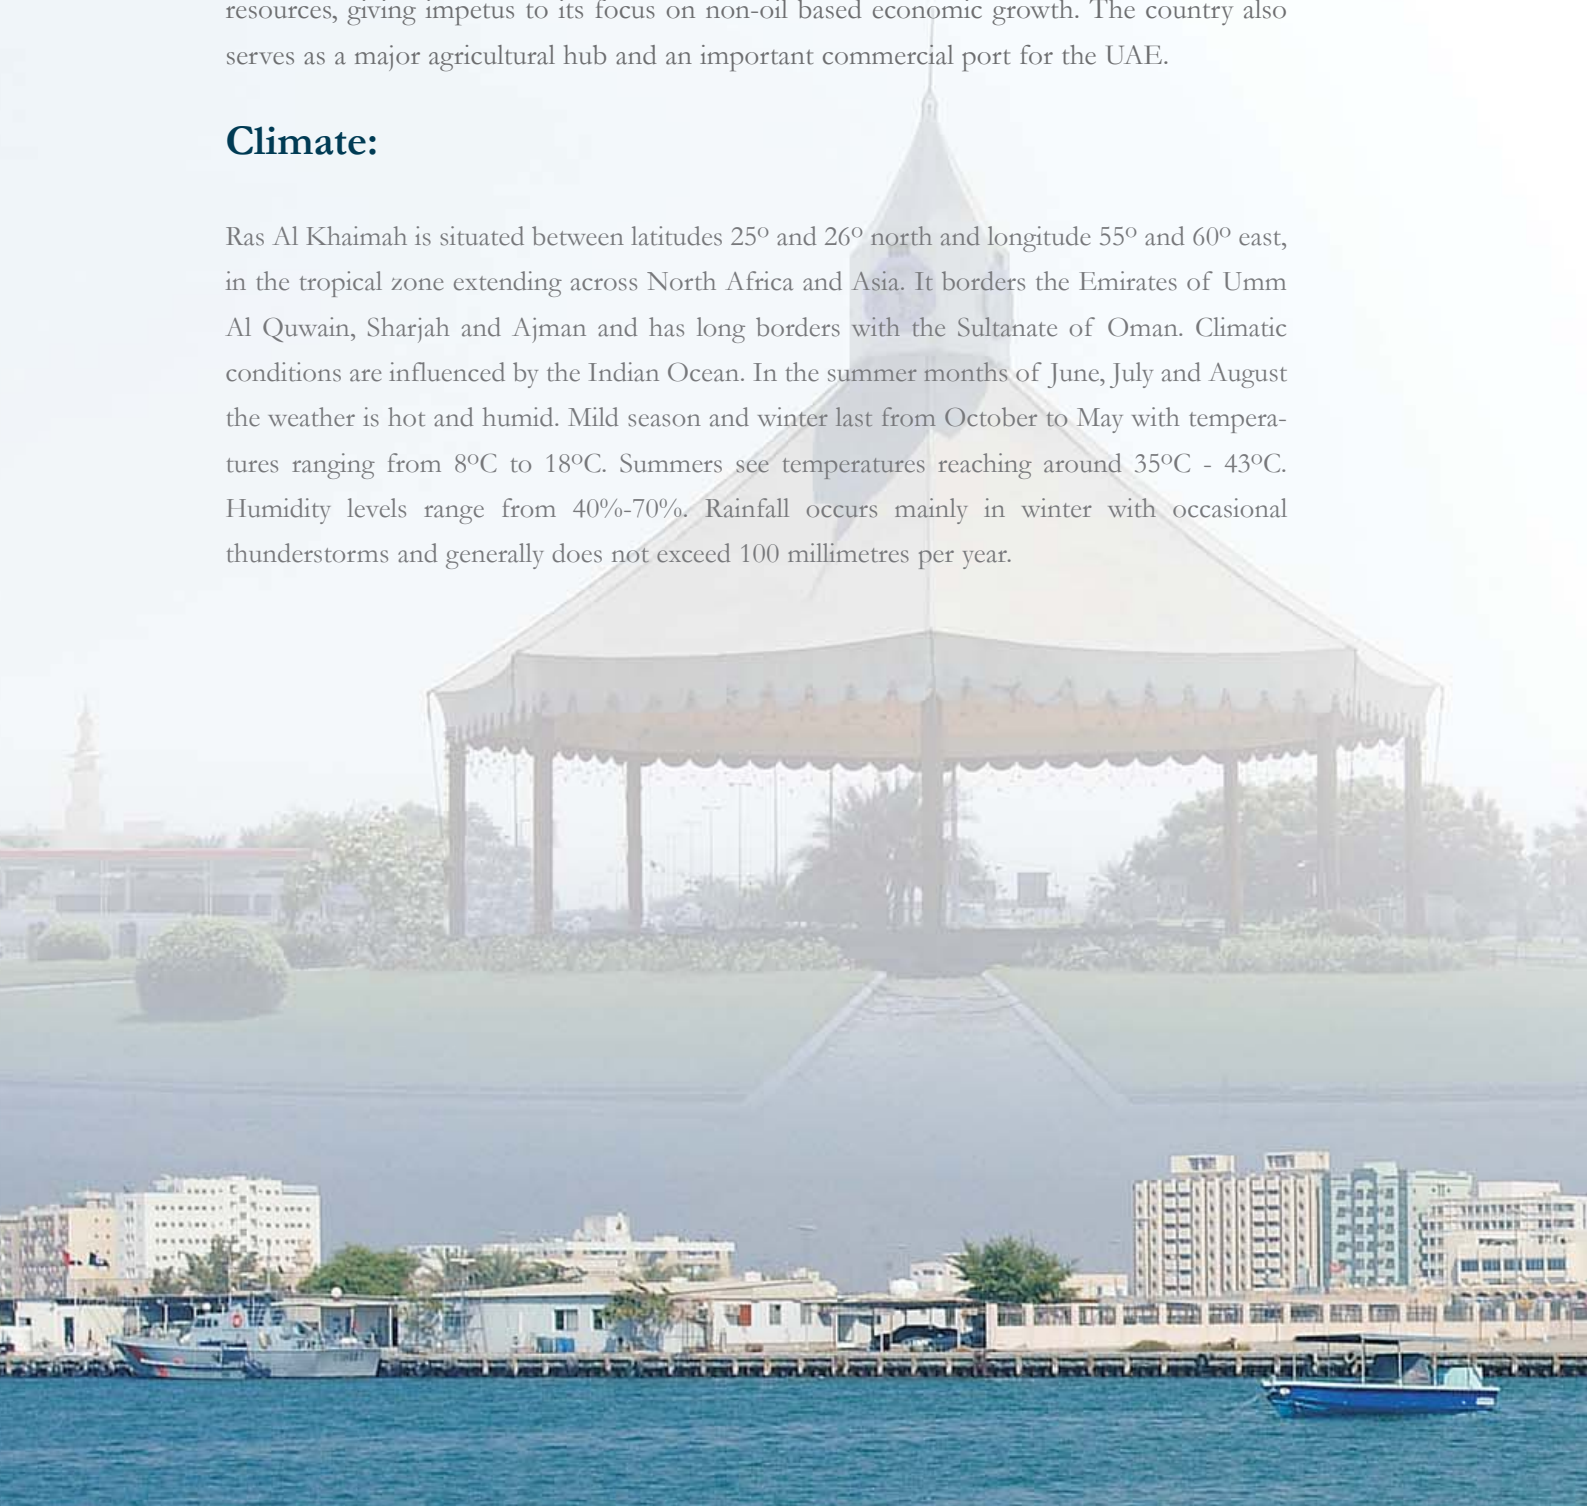 resources, giving impetus to its focus on non-oil based economic growth. The country also
serves as a major agricultural hub and an important commercial port for the UAE.
Climate:
Ras Al Khaimah is situated between latitudes 25º and 26º north and longitude 55º and 60º east,
in the tropical zone extending across North Africa and Asia. It borders the Emirates of Umm
Al Quwain, Sharjah and Ajman and has long borders with the Sultanate of Oman. Climatic
conditions are influenced by the Indian Ocean. In the summer months of June, July and August
the weather is hot and humid. Mild season and winter last from October to May with tempera-
tures ranging from 8ºC to 18ºC. Summers see temperatures reaching around 35ºC - 43ºC.
Humidity levels range from 40%-70%. Rainfall occurs mainly in winter with occasional
thunderstorms and generally does not exceed 100 millimetres per year.